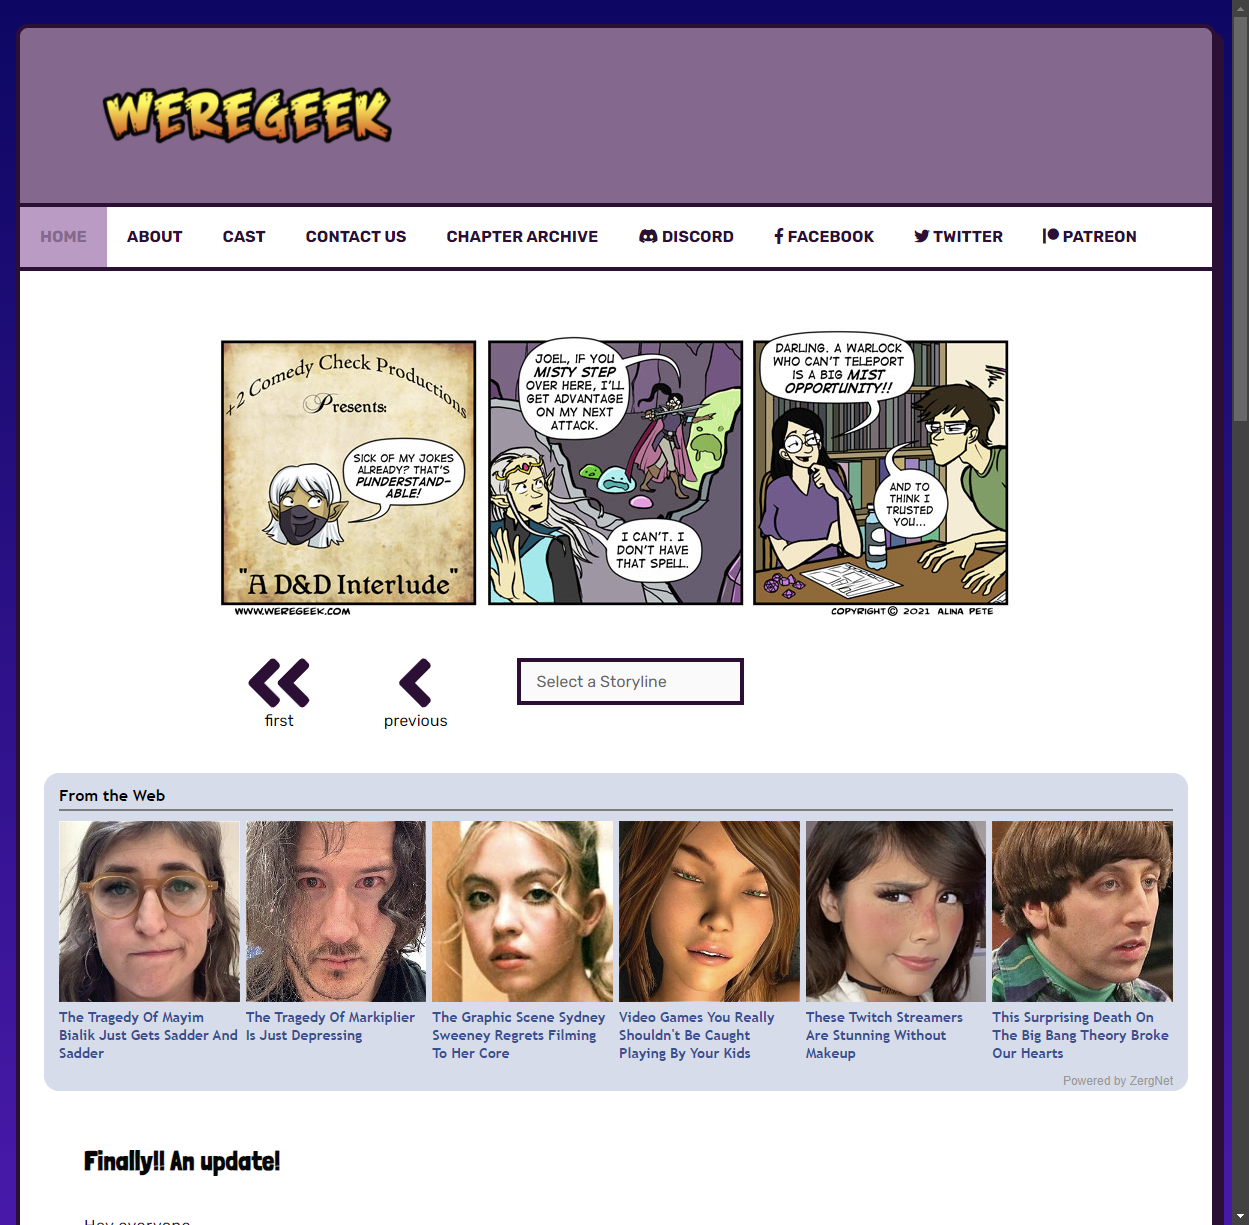 WEREGEEK
HOME
ABOUT
CAST
CONTACT US
CHAPTER ARCHIVE
DISCORD
FACEBOOK
TWITTER
PATREON
+2 Comedy Check Productions
Presents:
SICK OF MY JOKES
ALREADY? THAT'S
PUNDERSTAND-
ABLE!
"A D&D Interlude"
WWW.WEREGEEK.COM
JOEL, IF YOU
MISTY STEP
OVER HERE, I'LL
GET ADVANTAGE
ON MY NEXT
ATTACK.
I CAN'T. I
DON'T HAVE
THAT SPELL.
DARLING. A WARLOCK
WHO CAN'T TELEPORT
IS A BIG MIST
OPPORTUNITY!!
AND TO
THINK I
TRUSTED
YOU...
COPYRIGHT © 2021 ALINA PETE
first
previous
Select a Storyline
From the Web
The Tragedy Of Mayim
Bialik Just Gets Sadder And
Sadder
The Tragedy Of Markiplier
Is Just Depressing
The Graphic Scene Sydney
Sweeney Regrets Filming
To Her Core
Video Games You Really
Shouldn't Be Caught
Playing By Your Kids
These Twitch Streamers
Are Stunning Without
Makeup
This Surprising Death On
The Big Bang Theory Broke
Our Hearts
Powered by ZergNet
Finally!! An update!
Hey everyone